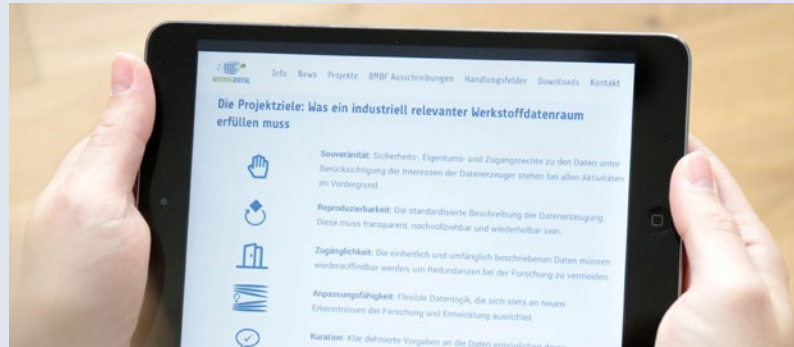 MATERIALDIGITAL
Info News Projekte BMBF Ausschreibungen Handlungsfelder Downloads Kontakt
Die Projektziele: Was ein industriell relevanter Werkstoffdatenraum
erfüllen muss
Souveränität: Sicherheits-, Eigentums- und Zugangsrechte zu den Daten unter
Berücksichtigung der Interessen der Datenerzeuger stehen bei allen Aktivitäten
im Vordergrund.
Reproduzierbarkeit: Die standardisierte Beschreibung der Datenerzeugung.
Diese muss transparent, nachvollziehbar und wiederholbar sein.
Zugänglichkeit: Die einheitlich und umfänglich beschriebenen Daten müssen
wiederauffindbar werden, um Redundanzen bei der Forschung zu vermeiden.
Anpassungsfähigkeit: Flexible Datenlogik, die sich stets an neuen
Erkenntnissen der Forschung und Entwicklung ausrichtet.
Kuration: Klar definierte Vorgaben an die Daten ermöglichen deren